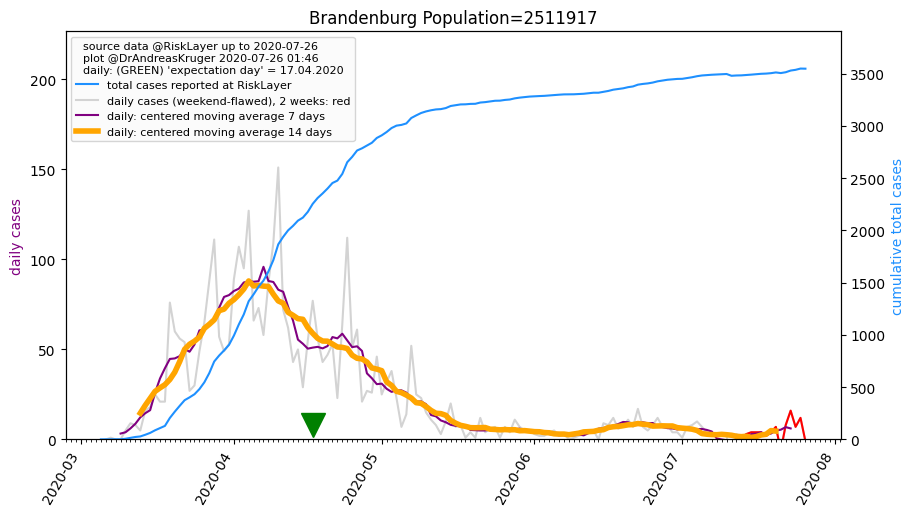 Brandenburg Population=2511917
source data @RiskLayer up to 2020-07-26
plot @DrAndreasKruger 2020-07-26 01:46
daily: (GREEN) 'expectation day' = 17.04.2020
total cases reported at RiskLayer
daily cases (weekend-flawed), 2 weeks: red
daily: centered moving average 7 days
daily: centered moving average 14 days
daily cases
200
150
100
50
0
cumulative total cases
3500
3000
2500
2000
1500
1000
500
0
2020-03
2020-04
2020-05
2020-06
2020-07
2020-08